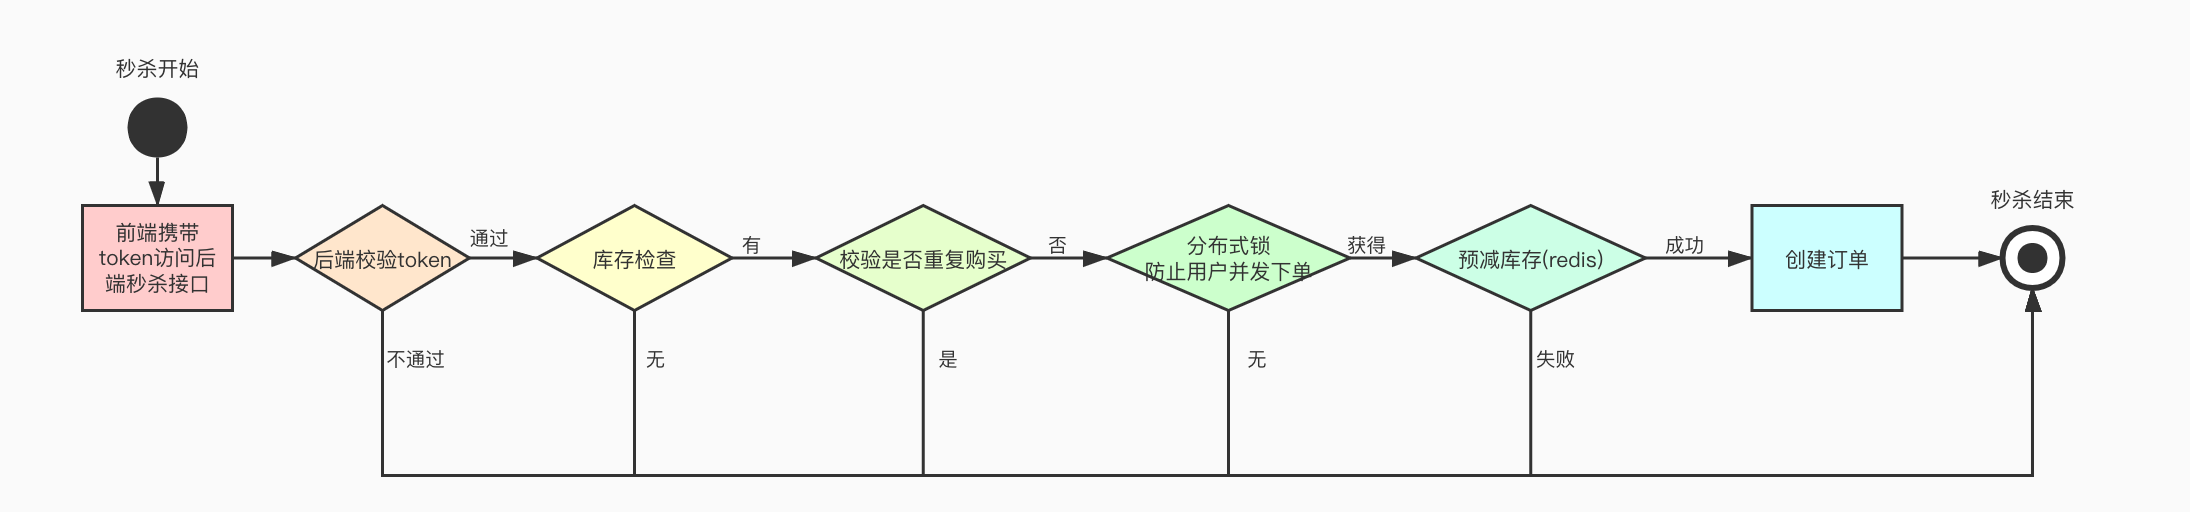 秒杀开始
前端携带
token访问后
端秒杀接口
后端校验token
通过
不通过
库存检查
有
无
校验是否重复购买
否
是
分布式锁
防止用户并发下单
获得
无
预减库存(redis)
成功
失败
创建订单
秒杀结束